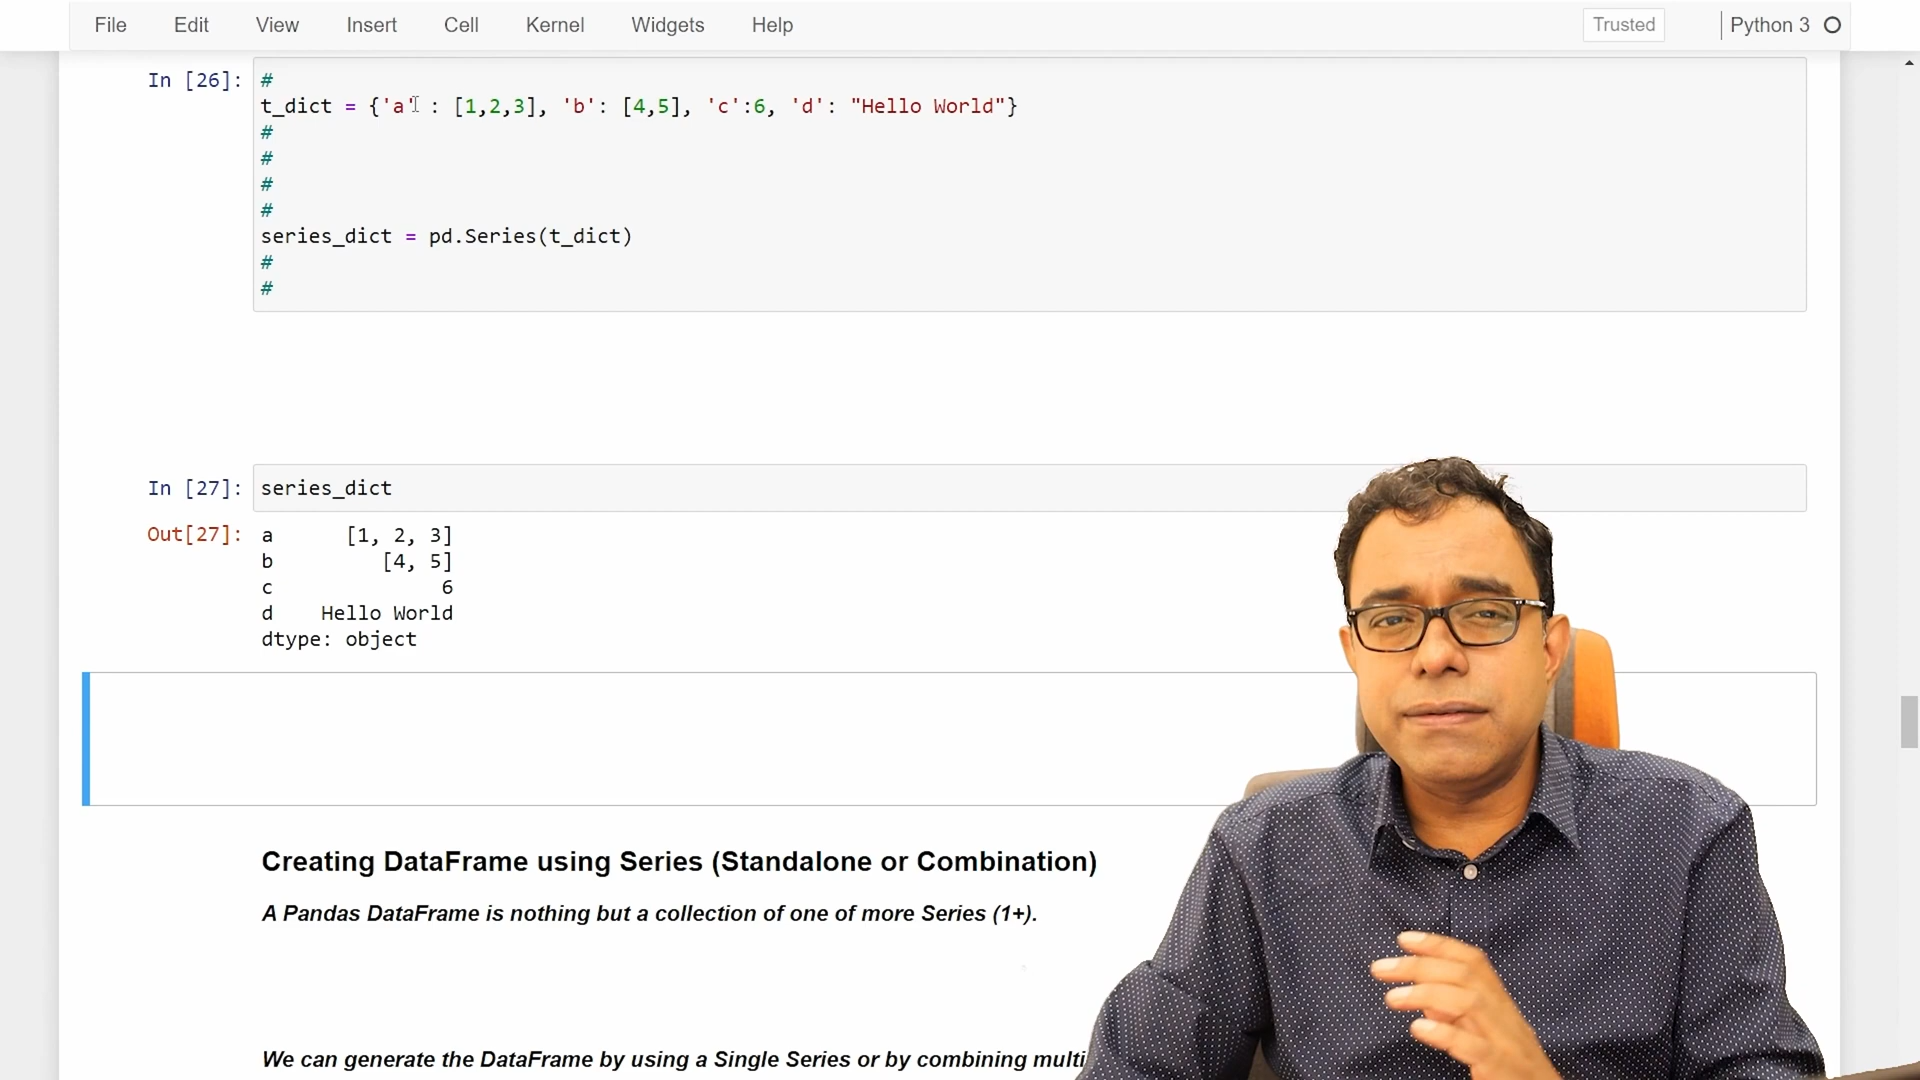 File Edit View Insert Cell Kernel Widgets Help Trusted Python 3
In [26]: #
t_dict = {'a' : [1,2,3], 'b': [4,5], 'c':6, 'd': "Hello World"}
#
#
#
#
series_dict = pd.Series(t_dict)
#
#
In [27]: series_dict
Out[27]: a [1, 2, 3]
b [4, 5]
c 6
d Hello World
dtype: object
Creating DataFrame using Series (Standalone or Combination)
A Pandas DataFrame is nothing but a collection of one of more Series (1+).
We can generate the DataFrame by using a Single Series or by combining multi